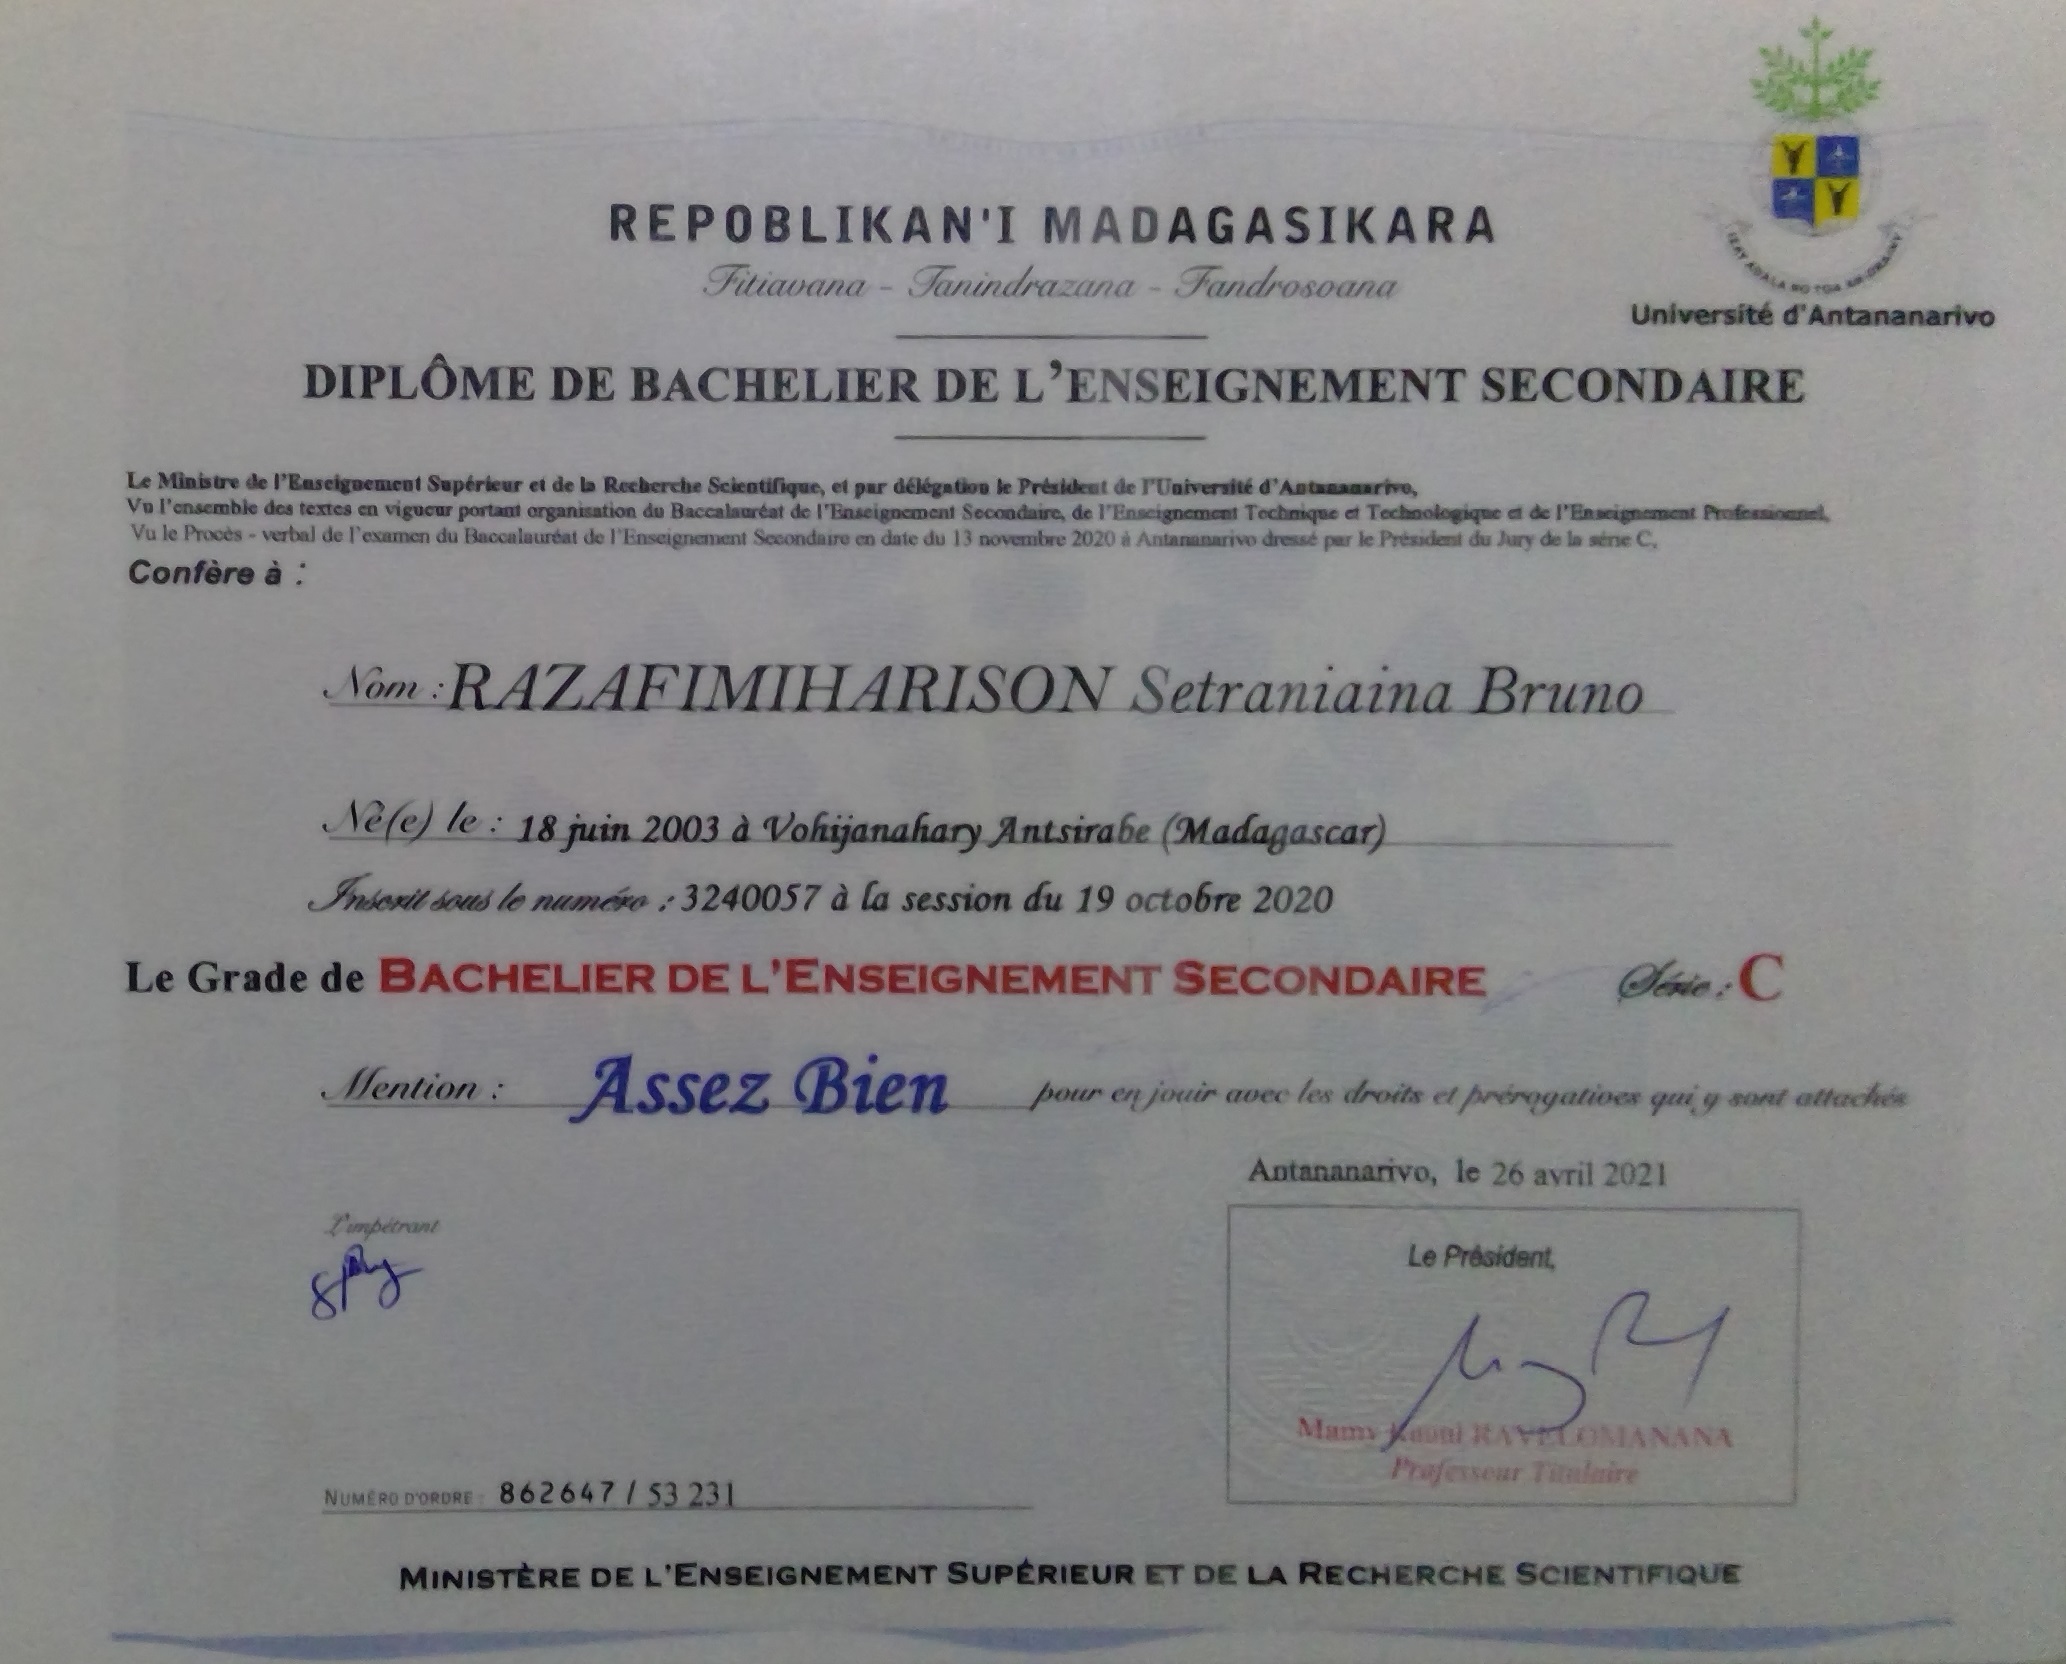 REPOBLIKAN'I MADAGASIKARA
Fitiavana - Tanindrazana - Fandrosoana
Université d'Antananarivo
DIPLÔME DE BACHELIER DE L'ENSEIGNEMENT SECONDAIRE
Le Ministre de l'Enseignement Supérieur et de la Recherche Scientifique, et par délégation le Président de l'Université d'Antananarivo,
Vu l'ensemble des textes en vigueur portant organisation du Baccalauréat de l'Enseignement Secondaire, de l'Enseignement Technique et Technologique et de l'Enseignement Professionnel,
Vu le Procès - verbal de l'examen du Baccalauréat de l'Enseignement Secondaire en date du 13 novembre 2020 à Antananarivo dressé par le Président du Jury de la série C,
Confère à :
Nom : RAZAFIMIHARISON Setraniaina Bruno
Né(e) le : 18 juin 2003 à Vohijanahary Antsirabe (Madagascar)
Inscrit sous le numéro : 3240057 à la session du 19 octobre 2020
Le Grade de BACHELIER DE L'ENSEIGNEMENT SECONDAIRE Série : C
Mention : Assez Bien pour en jouir avec les droits et prérogatives qui y sont attachés
Antananarivo, le 26 avril 2021
L'impétrant
Le Président,
Mamy RAVELOMANANA
Professeur Titulaire
NUMÉRO D'ORDRE : 862647 / 53 231
MINISTÈRE DE L'ENSEIGNEMENT SUPÉRIEUR ET DE LA RECHERCHE SCIENTIFIQUE